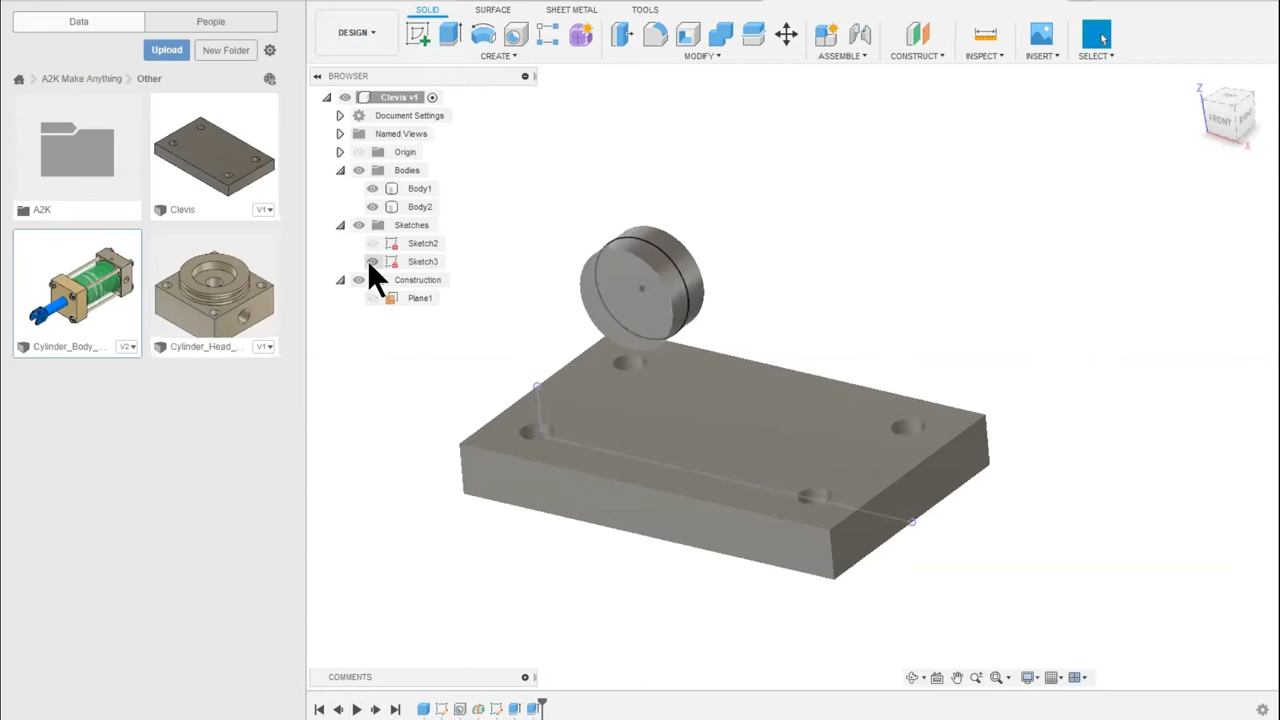 Data
People
Upload
New Folder
A2K Make Anything
Other
A2K
Clevis
V1
Cylinder_Body_...
V2
Cylinder_Head_...
V1
DESIGN
SOLID
SURFACE
SHEET METAL
TOOLS
CREATE
MODIFY
ASSEMBLE
CONSTRUCT
INSPECT
INSERT
SELECT
BROWSER
Clevis v1
Document Settings
Named Views
Origin
Bodies
Body1
Body2
Sketches
Sketch2
Sketch3
Construction
Plane1
Z
FRONT
X
COMMENTS